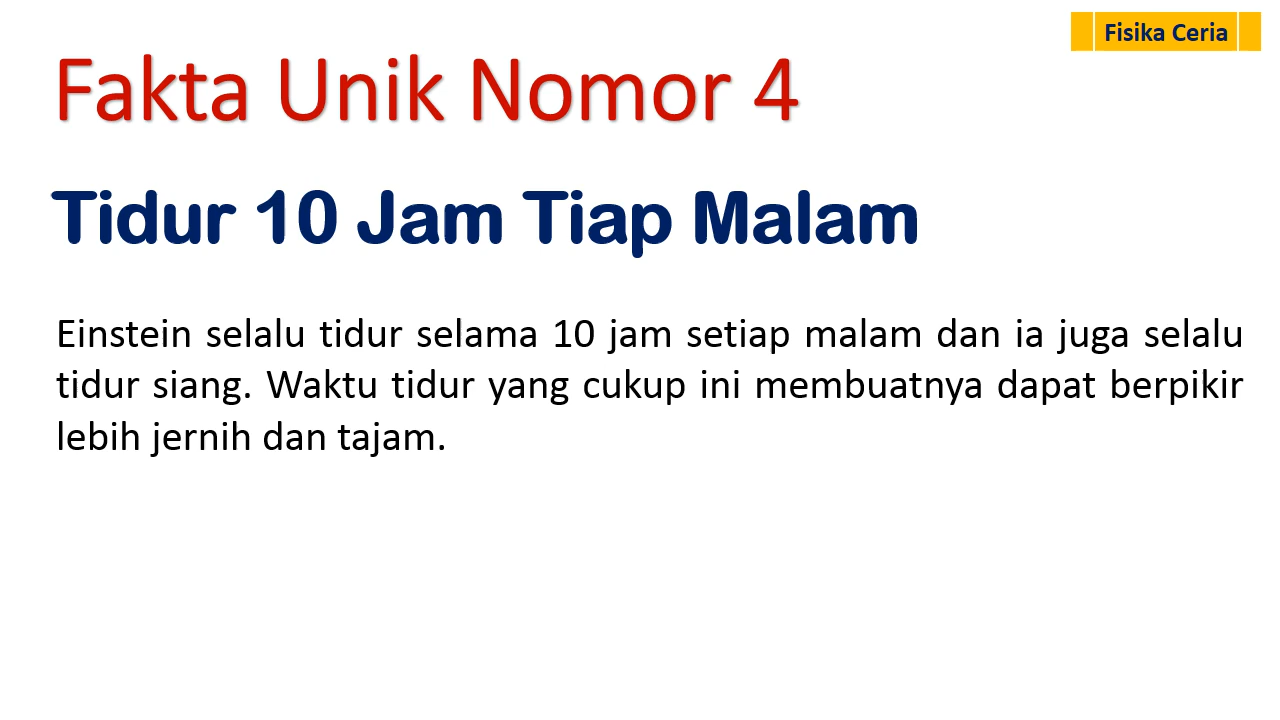 Fisika Ceria
Fakta Unik Nomor 4
Tidur 10 Jam Tiap Malam
Einstein selalu tidur selama 10 jam setiap malam dan ia juga selalu
tidur siang. Waktu tidur yang cukup ini membuatnya dapat berpikir
lebih jernih dan tajam.